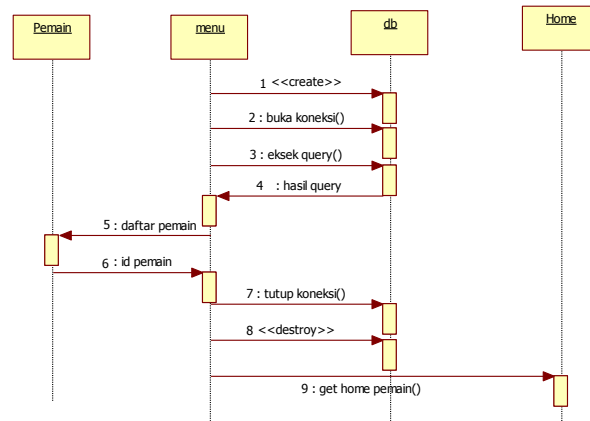 Pemain
menu
db
Home
1 <<create>>
2 : buka koneksi()
3 : eksek query()
4 : hasil query
5 : daftar pemain
6 : id pemain
7 : tutup koneksi()
8 <<destroy>>
9 : get home pemain()